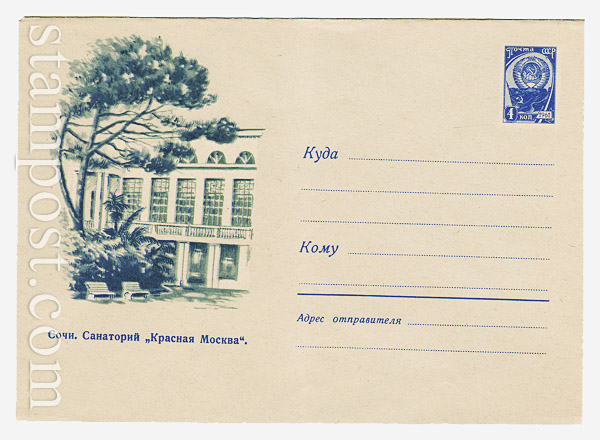 stampost.com
ПОЧТА СССР
4 КОП.
Куда
Кому
Адрес отправителя
Сочи. Санаторий „Красная Москва“.